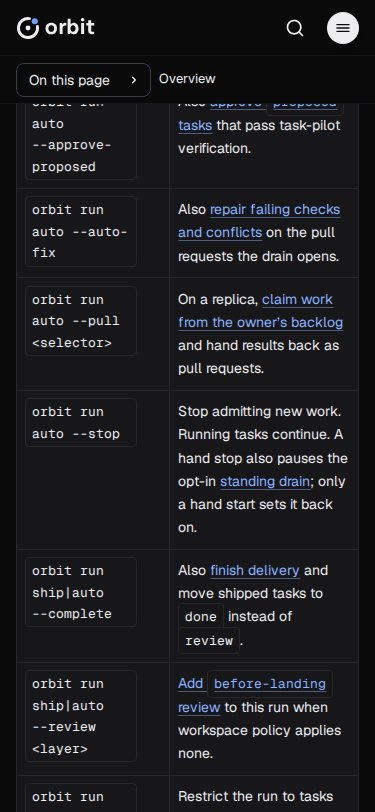 orbit
On this page
Overview
orbit run
auto
--approve-
proposed
Also approve proposed
tasks that pass task-pilot
verification.
orbit run
auto --auto-
fix
Also repair failing checks
and conflicts on the pull
requests the drain opens.
orbit run
auto --pull
<selector>
On a replica, claim work
from the owner's backlog
and hand results back as
pull requests.
orbit run
auto --stop
Stop admitting new work.
Running tasks continue. A
hand stop also pauses the
opt-in standing drain; only
a hand start sets it back
on.
orbit run
ship|auto
--complete
Also finish delivery and
move shipped tasks to
done instead of
review.
orbit run
ship|auto
--review
<layer>
Add before-landing
review to this run when
workspace policy applies
none.
orbit run
Restrict the run to tasks